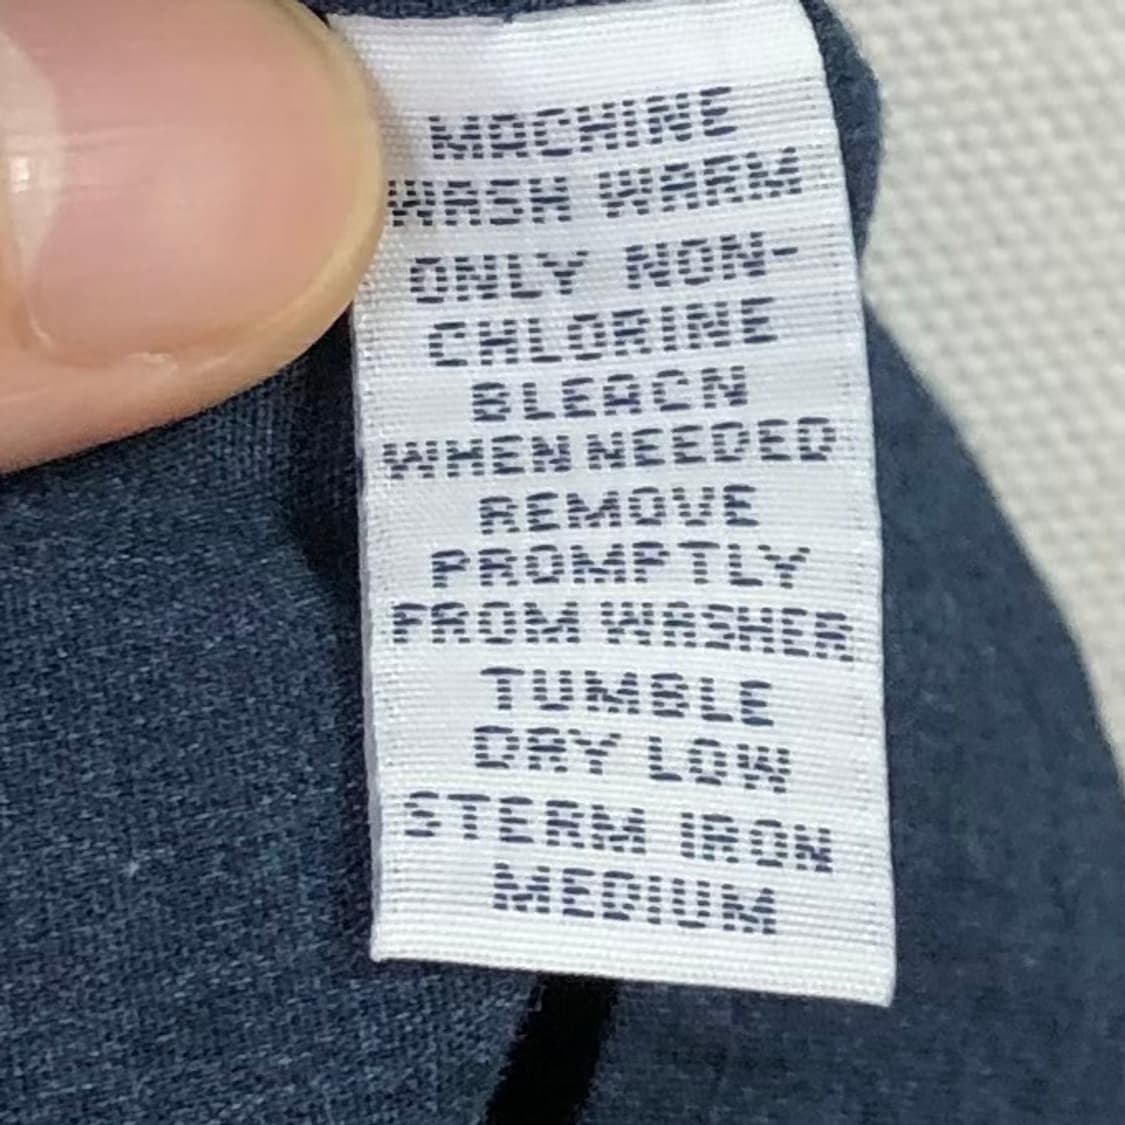 MACHINE
WASH WARM
ONLY NON-
CHLORINE
BLEACN
WHEN NEEDED
REMOVE
PROMPTLY
FROM WASHER
TUMBLE
DRY LOW
STERM IRON
MEDIUM